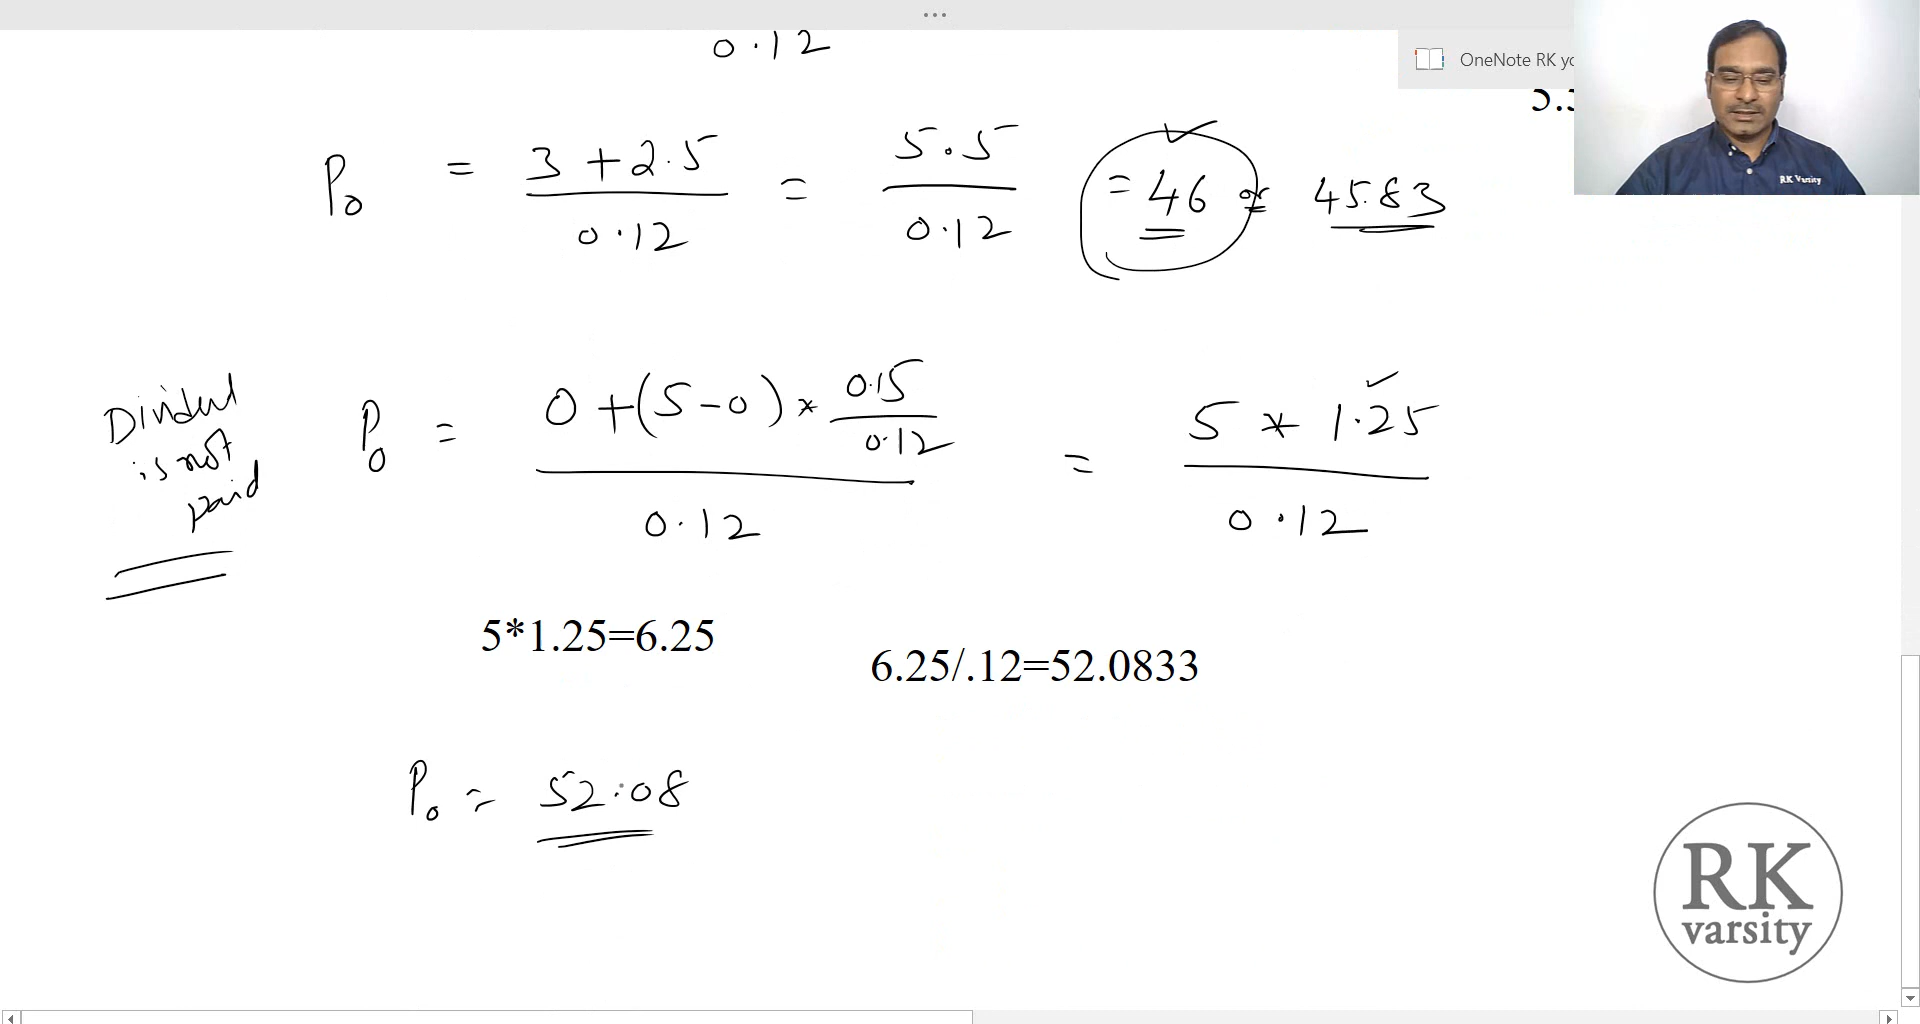 0.12
OneNote RK yo
P₀ = 3+2.5 / 0.12 = 5.5 / 0.12 = 46 or 45.83
RK Varsity
Dividend is not paid
P₀ = 0+(5-0)* 0.15/0.12 / 0.12 = 5 * 1.25 / 0.12
5*1.25=6.25
6.25/.12=52.0833
P₀ = 52.08
RK
varsity